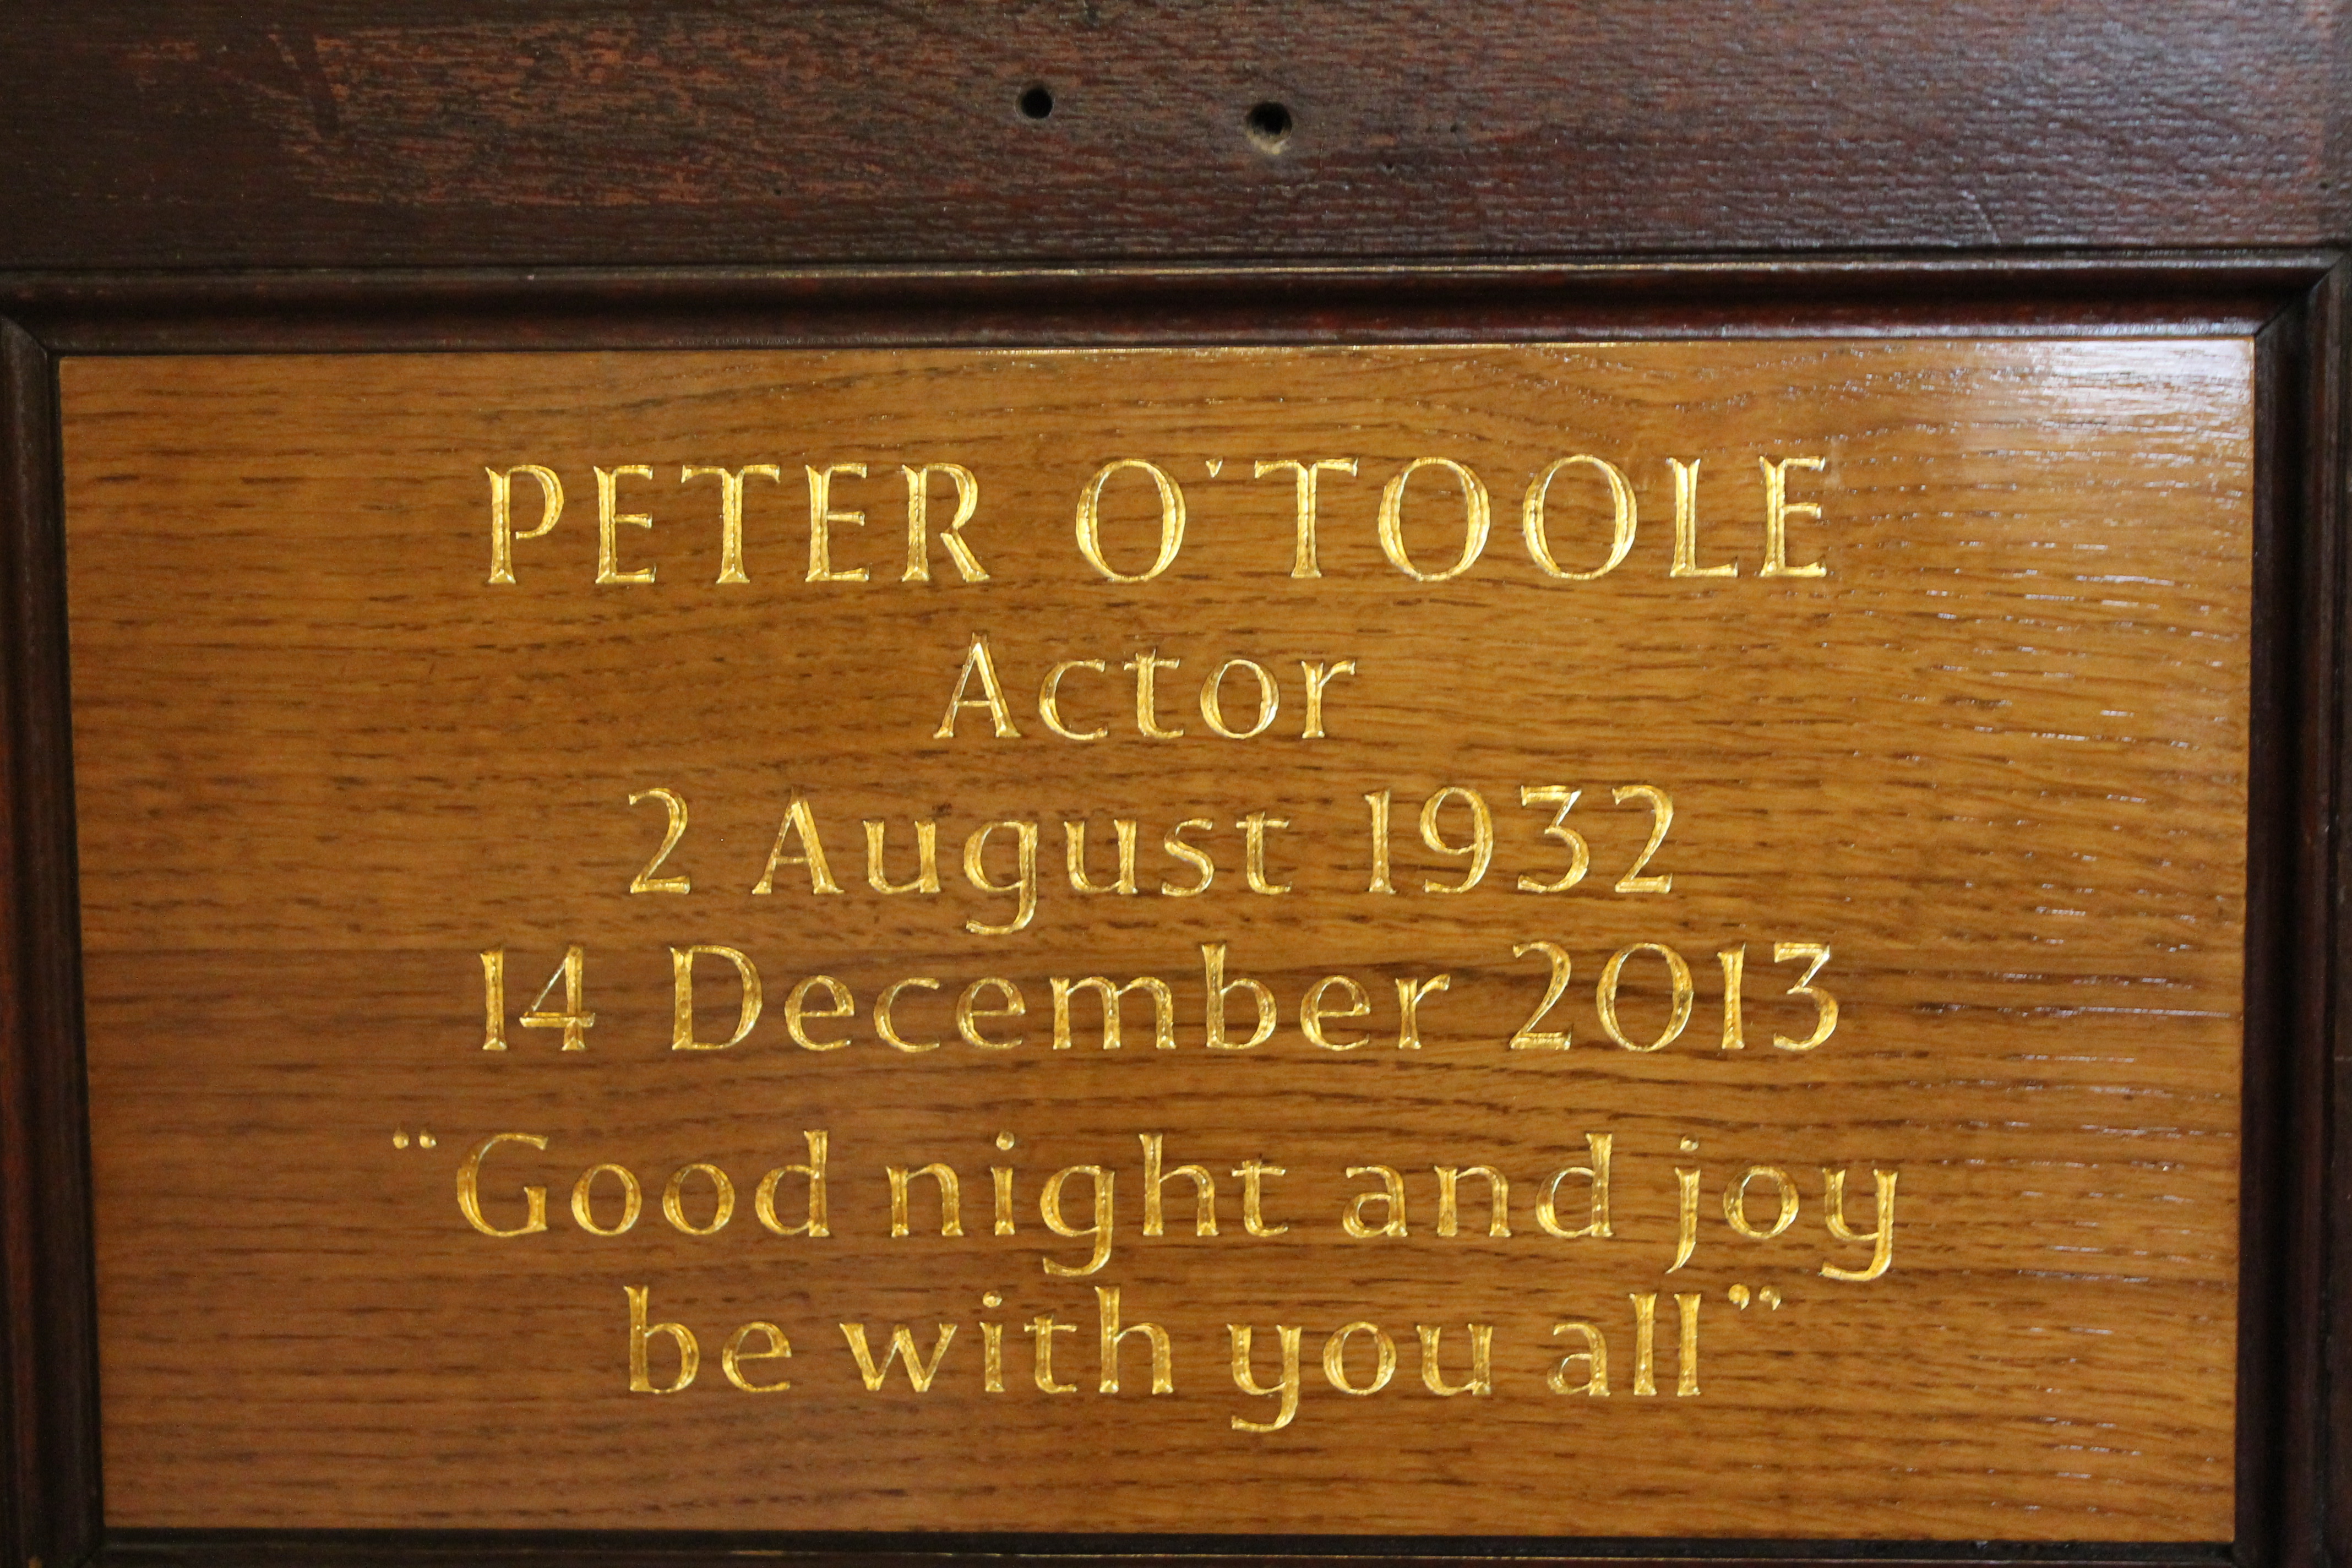 PETER O'TOOLE
Actor
2 August 1932
14 December 2013
“Good night and joy
be with you all”